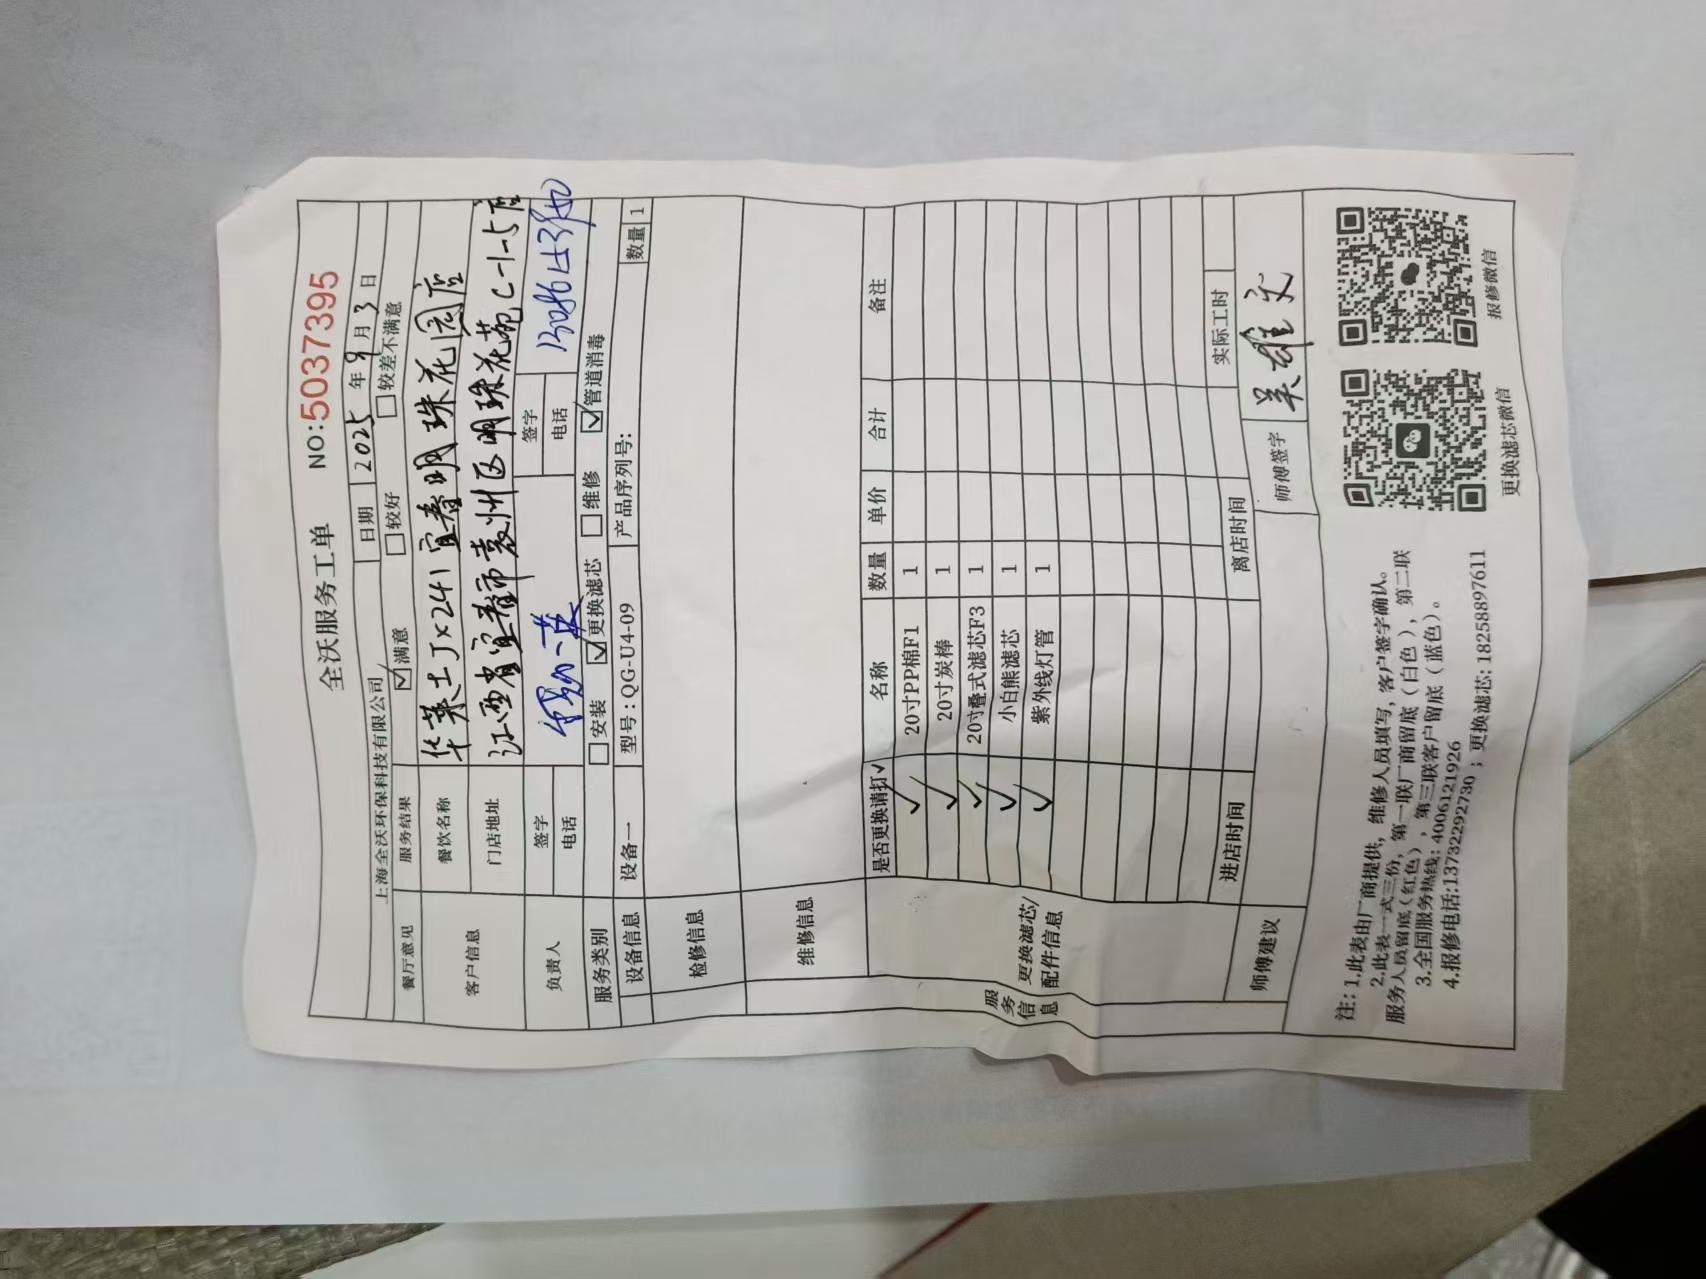 全沃服务工单 NO:5037395
上海全沃环保科技有限公司 日期 2025 年 9 月 3 日
餐厅意见 服务结果 ☑满意 □较好 □较差不满意
客户信息 餐饮名称 华莱士JX241宜春明珠花园店
门店地址 江西省宜春市袁州区明珠花苑C-1-5店
负责人 签字 签字
电话 电话
服务类别 □安装 ☑更换滤芯 □维修 ☑管道消毒
设备信息 设备一 型号:QG-U4-09 产品序列号: 数量 1
检修信息
维修信息
服务信息
更换滤芯/配件信息
是否更换请打√ 名称 数量 单价 合计 备注
✓ 20寸PP棉F1 1
✓ 20寸炭棒 1
✓ 20寸叠式滤芯F3 1
✓ 小白熊滤芯 1
✓ 紫外线灯管 1
进店时间 离店时间 实际工时
师傅建议 师傅签字 吴雄文
注:1.此表由厂商提供,维修人员填写,客户签字确认。
2.此表一式三份,第一联厂商留底(白色),第二联
服务人员留底(红色),第三联客户留底(蓝色)。
3.全国服务热线:4006121926
4.报修电话:13732292730;更换滤芯:18258897611
更换滤芯微信 报修微信